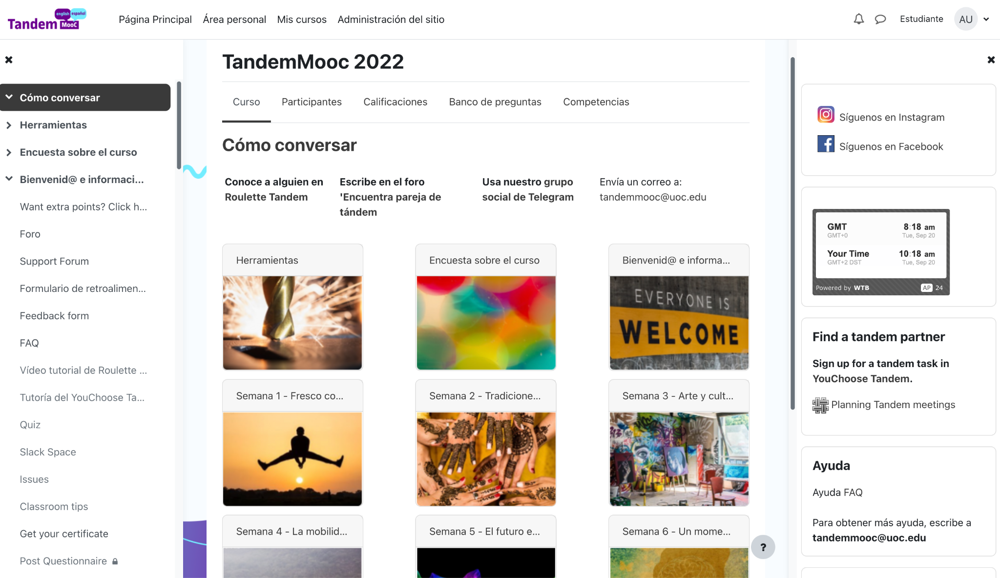 english español
Tandem MOOC
Página Principal
Área personal
Mis cursos
Administración del sitio
Estudiante
AU
Cómo conversar
Herramientas
Encuesta sobre el curso
Bienvenid@ e informaci...
Want extra points? Click h...
Foro
Support Forum
Formulario de retroalimen...
Feedback form
FAQ
Vídeo tutorial de Roulette ...
Tutoría del YouChoose Ta...
Quiz
Slack Space
Issues
Classroom tips
Get your certificate
Post Questionnaire
TandemMooc 2022
Curso
Participantes
Calificaciones
Banco de preguntas
Competencias
Cómo conversar
Conoce a alguien en
Roulette Tandem
Escribe en el foro
'Encuentra pareja de
tándem
Usa nuestro grupo
social de Telegram
Envía un correo a:
tandemmooc@uoc.edu
Herramientas
Encuesta sobre el curso
Bienvenid@ e informa...
EVERYONE IS
WELCOME
Semana 1 - Fresco co...
Semana 2 - Tradicione...
Semana 3 - Arte y cult...
Semana 4 - La mobilid...
Semana 5 - El futuro e...
Semana 6 - Un mome...
?
Síguenos en Instagram
Síguenos en Facebook
GMT 8:18 am
GMT+0 Tue, Sep 20
Your Time 10:18 am
GMT+2 DST Tue, Sep 20
Powered by WTB AP 24
Find a tandem partner
Sign up for a tandem task in
YouChoose Tandem.
Planning Tandem meetings
Ayuda
Ayuda FAQ
Para obtener más ayuda, escribe a
tandemmooc@uoc.edu